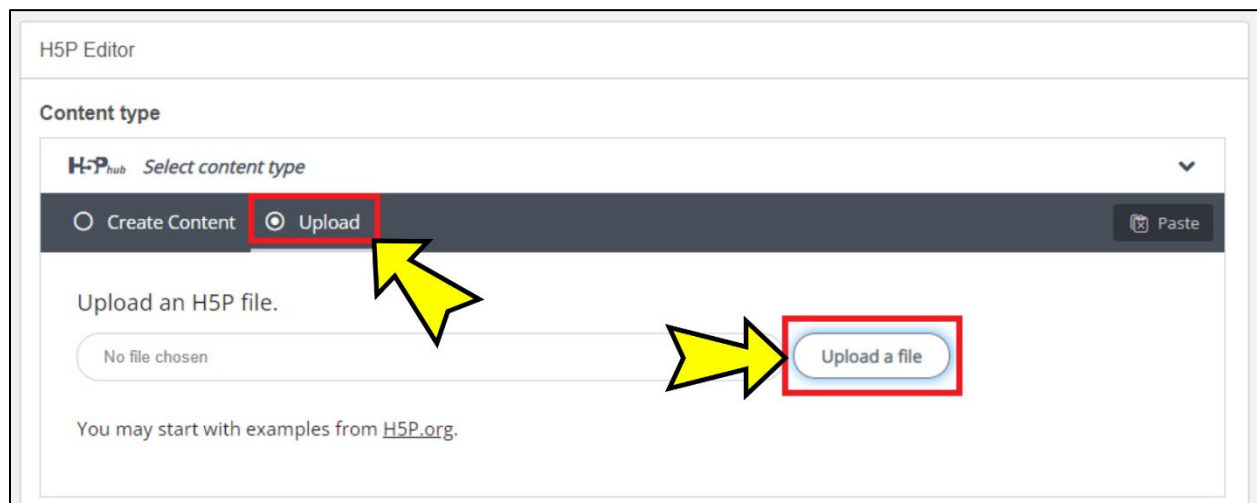 H5P Editor
Content type
H5P hub Select content type
Create Content Upload Paste
Upload an H5P file.
No file chosen Upload a file
You may start with examples from H5P.org.